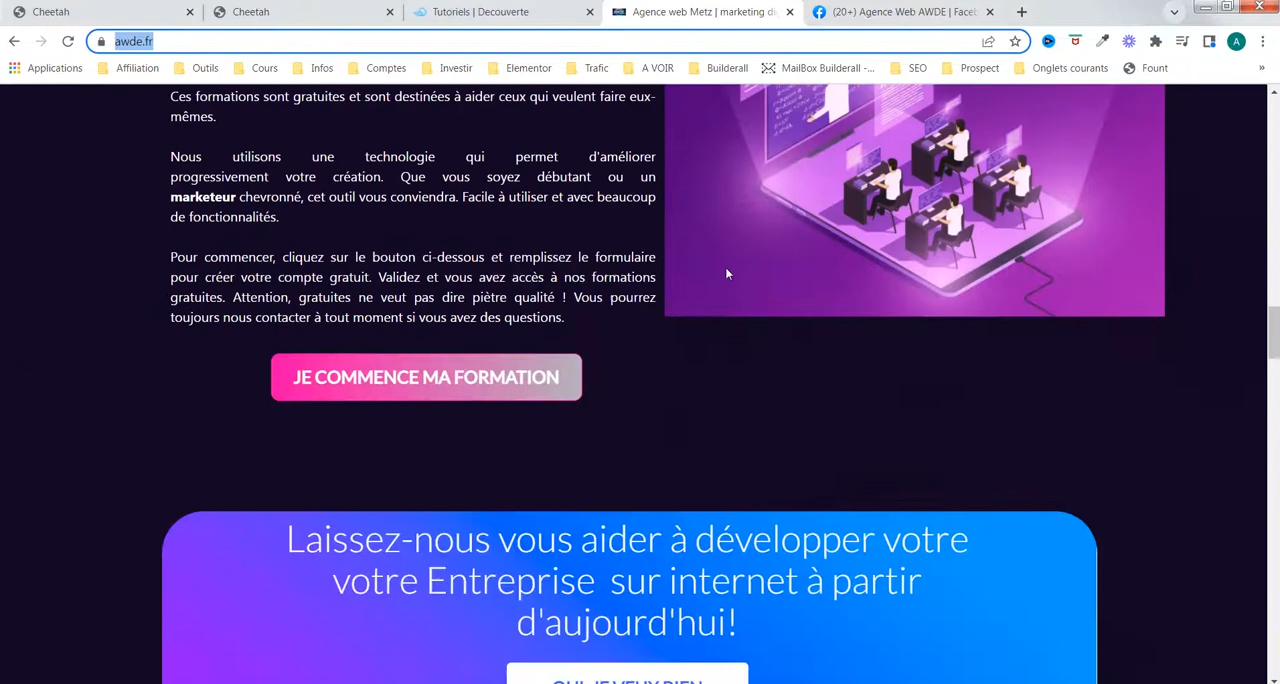 Cheetah
Cheetah
Tutoriels | Decouverte
Agence web Metz | marketing di
(20+) Agence Web AWDE | Faceb
awde.fr
A
Applications
Affiliation
Outils
Cours
Infos
Comptes
Investir
Elementor
Trafic
A VOIR
Builderall
MailBox Builderall -...
SEO
Prospect
Onglets courants
Fount
»
Ces formations sont gratuites et sont destinées à aider ceux qui veulent faire eux-
mêmes.
Nous utilisons une technologie qui permet d'améliorer
progressivement votre création. Que vous soyez débutant ou un
marketeur chevronné, cet outil vous conviendra. Facile à utiliser et avec beaucoup
de fonctionnalités.
Pour commencer, cliquez sur le bouton ci-dessous et remplissez le formulaire
pour créer votre compte gratuit. Validez et vous avez accès à nos formations
gratuites. Attention, gratuites ne veut pas dire piètre qualité ! Vous pourrez
toujours nous contacter à tout moment si vous avez des questions.
JE COMMENCE MA FORMATION
Laissez-nous vous aider à développer votre
votre Entreprise sur internet à partir
d'aujourd'hui!
OUI JE VEUX BIEN